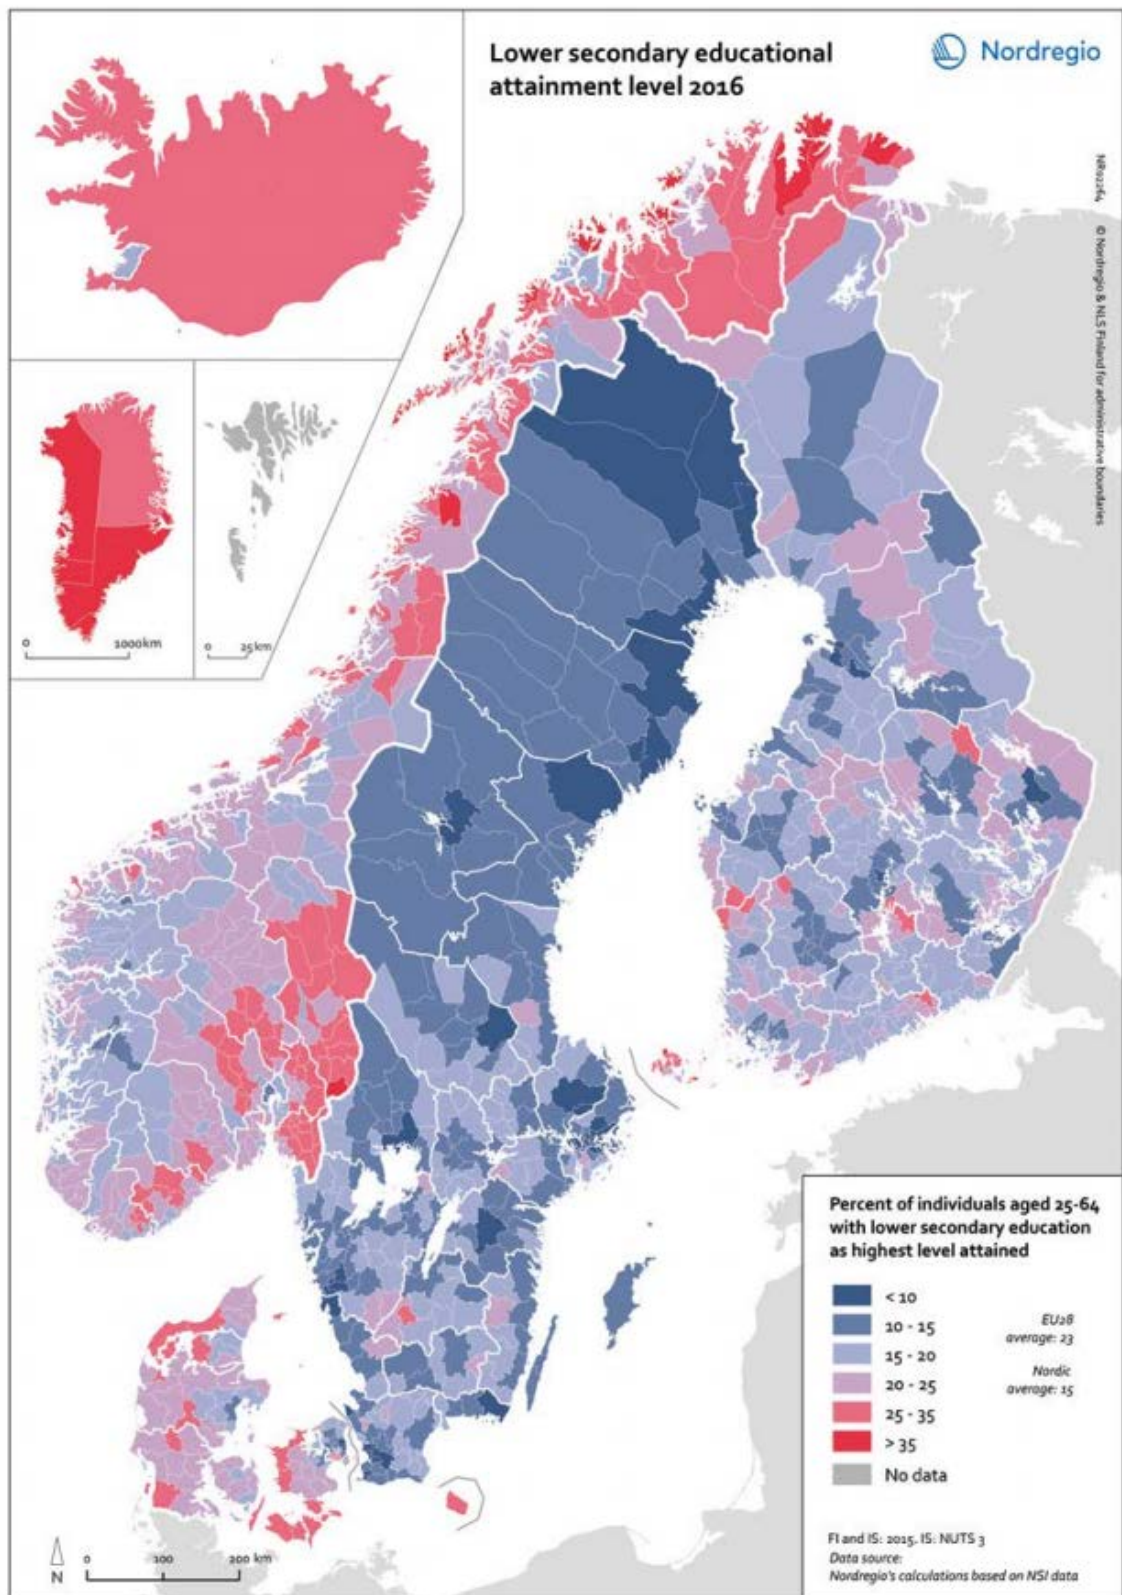 Lower secondary educational
attainment level 2016
Nordregio
NR02264 © Nordregio & NLS Finland for administrative boundaries
0 1000km
0 25 km
Percent of individuals aged 25-64
with lower secondary education
as highest level attained
< 10
10 - 15
15 - 20
20 - 25
25 - 35
> 35
No data
EU28
average: 23
Nordic
average: 15
FI and IS: 2015. IS: NUTS 3
Data source:
Nordregio's calculations based on NSI data
N
0 100 200 km